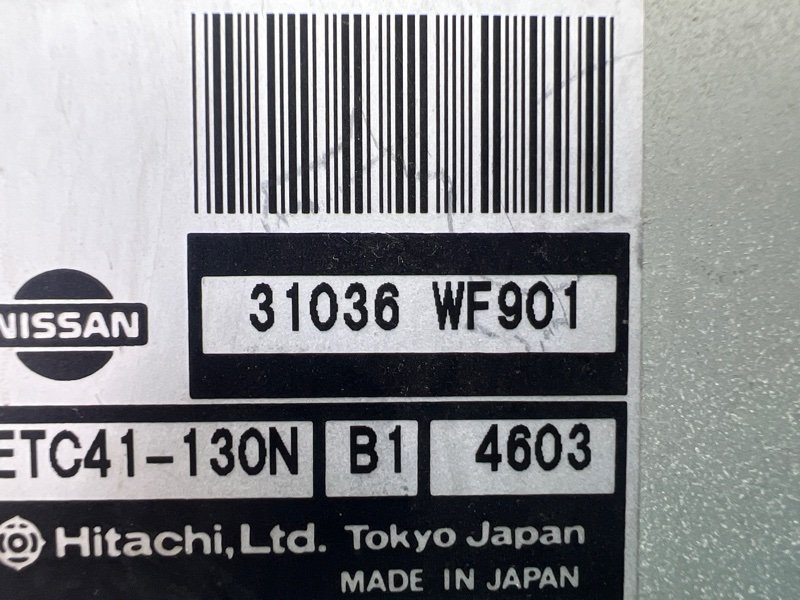 31036 WF901
NISSAN
ETC41-130N B1 4603
Hitachi, Ltd. Tokyo Japan
MADE IN JAPAN